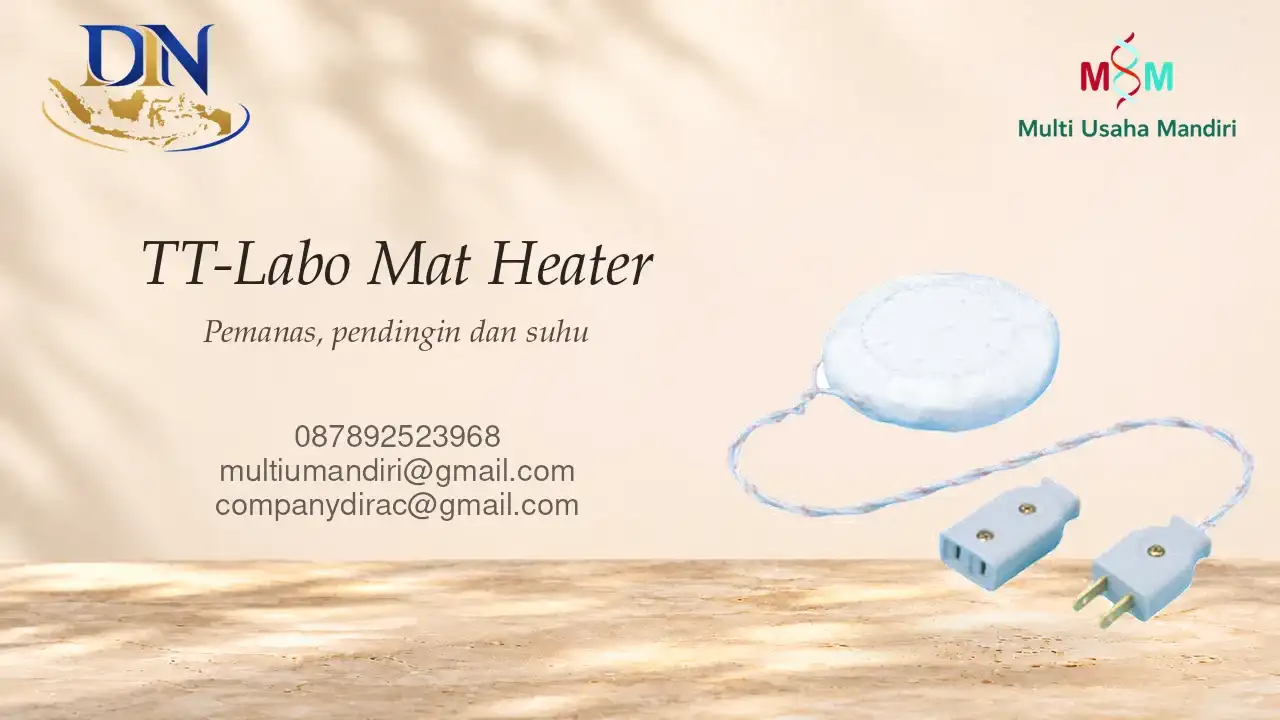 DN
M M
Multi Usaha Mandiri
TT-Labo Mat Heater
Pemanas, pendingin dan suhu
087892523968
multiumandiri@gmail.com
companydirac@gmail.com